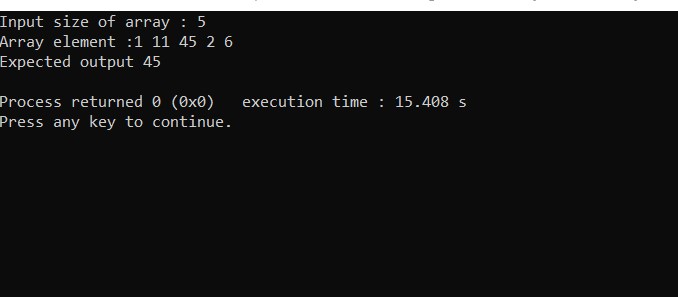 Input size of array : 5
Array element :1 11 45 2 6
Expected output 45
Process returned 0 (0x0)   execution time : 15.408 s
Press any key to continue.